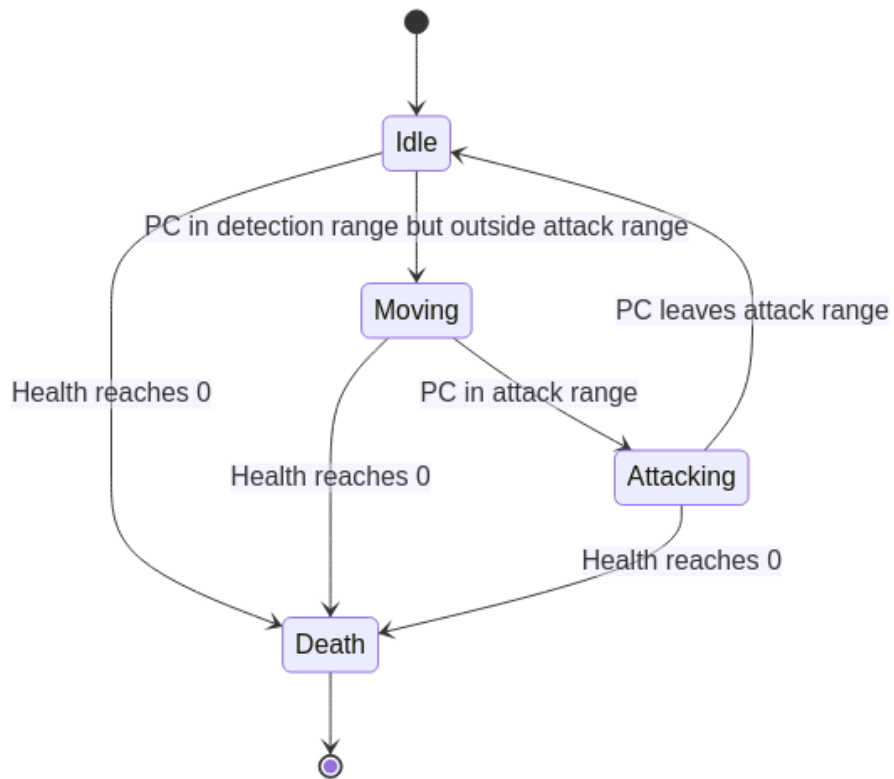 Idle
PC in detection range but outside attack range
Moving
PC leaves attack range
Health reaches 0
PC in attack range
Health reaches 0
Attacking
Health reaches 0
Death